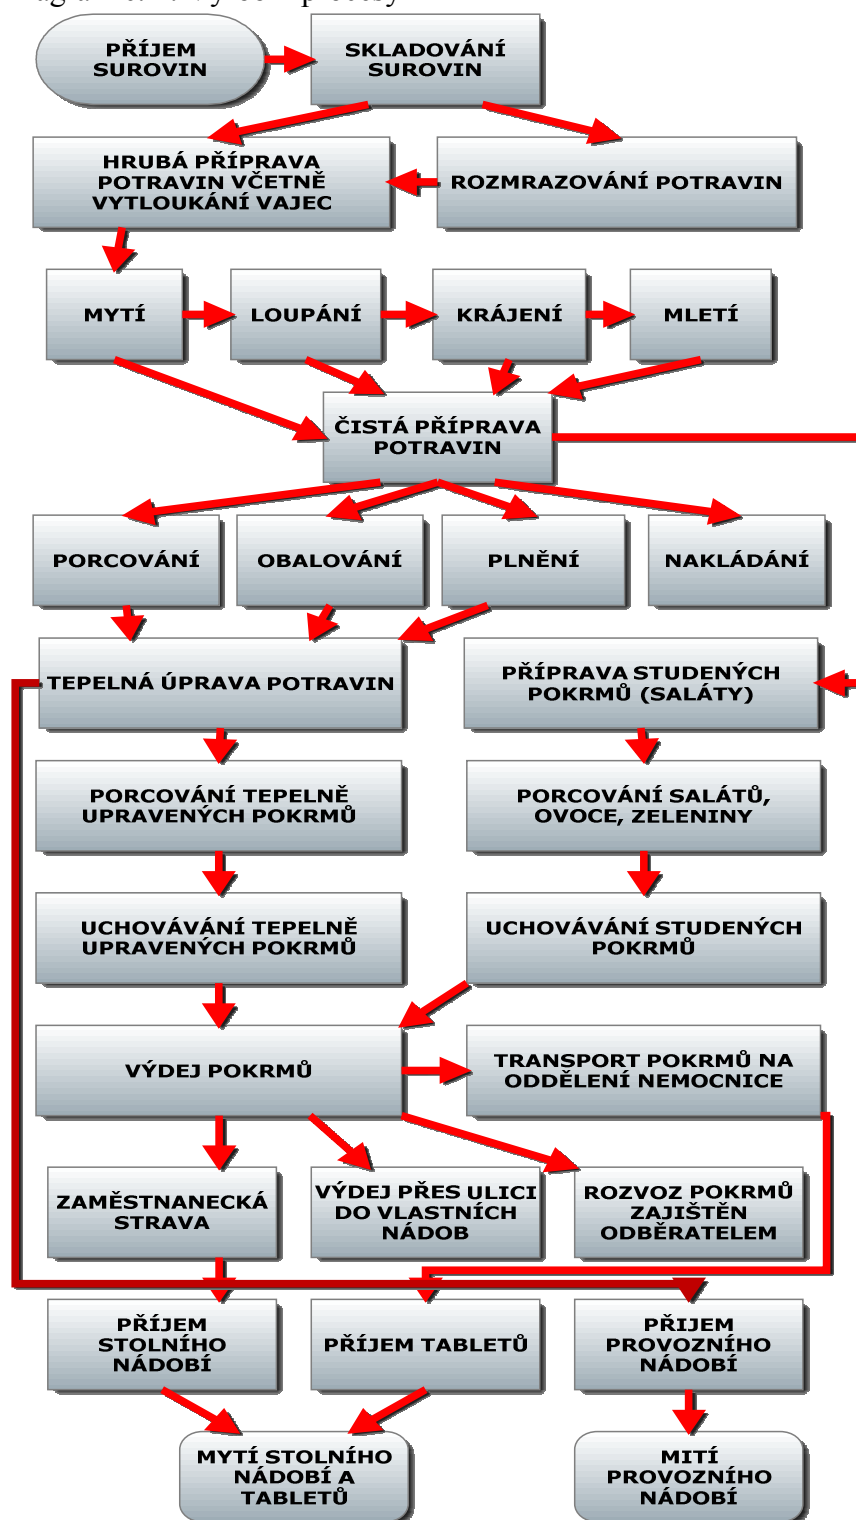 PŘÍJEM
SUROVIN
SKLADOVÁNÍ
SUROVIN
HRUBÁ PŘÍPRAVA
POTRAVIN VČETNĚ
VYTLOUKÁNÍ VAJEC
ROZMRAZOVÁNÍ POTRAVIN
MYTÍ
LOUPÁNÍ
KRÁJENÍ
MLETÍ
ČISTÁ PŘÍPRAVA
POTRAVIN
PORCOVÁNÍ
OBALOVÁNÍ
PLNĚNÍ
NAKLÁDÁNÍ
TEPELNÁ ÚPRAVA POTRAVIN
PŘÍPRAVA STUDENÝCH
POKRMŮ (SALÁTY)
PORCOVÁNÍ TEPELNĚ
UPRAVENÝCH POKRMŮ
PORCOVÁNÍ SALÁTŮ,
OVOCE, ZELENINY
UCHOVÁVÁNÍ TEPELNĚ
UPRAVENÝCH POKRMŮ
UCHOVÁVÁNÍ STUDENÝCH
POKRMŮ
VÝDEJ POKRMŮ
TRANSPORT POKRMŮ NA
ODDĚLENÍ NEMOCNICE
ZAMĚSTNANECKÁ
STRAVA
VÝDEJ PŘES ULICI
DO VLASTNÍCH
NÁDOB
ROZVOZ POKRMŮ
ZAJIŠTĚN
ODBĚRATELEM
PŘÍJEM
STOLNÍHO
NÁDOBÍ
PŘÍJEM TABLETŮ
PŘIJEM
PROVOZNÍHO
NÁDOBÍ
MYTÍ STOLNÍHO
NÁDOBÍ A
TABLETŮ
MITÍ
PROVOZNÍHO
NÁDOBÍ